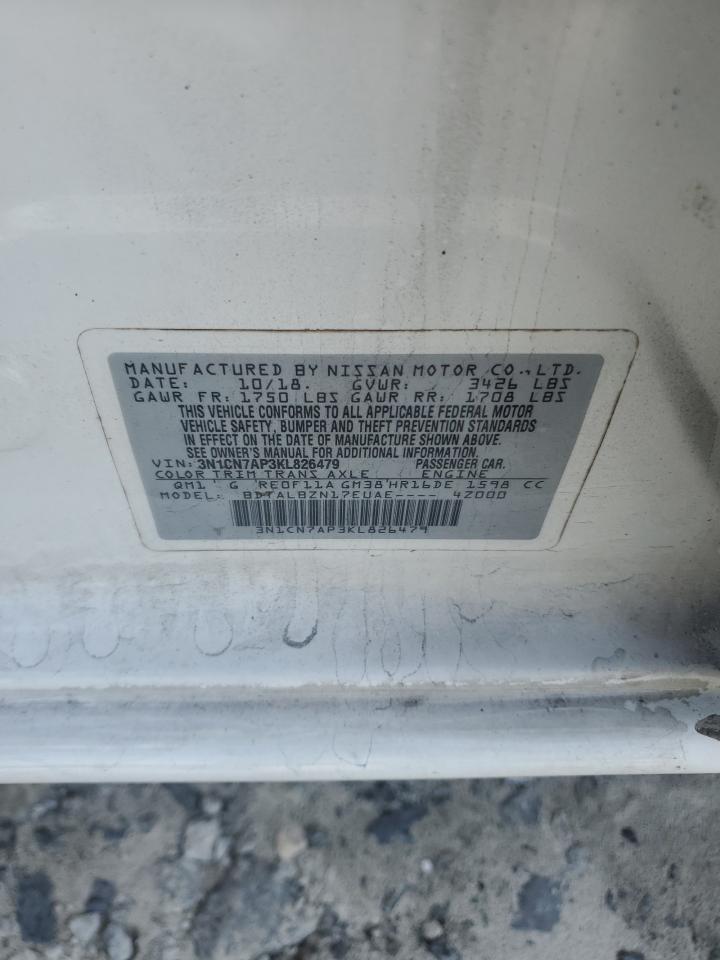 MANUFACTURED BY NISSAN MOTOR CO.,LTD.
DATE: 10/18. GVWR: 3426 LBS
GAWR FR: 1750 LBS GAWR RR: 1708 LBS
THIS VEHICLE CONFORMS TO ALL APPLICABLE FEDERAL MOTOR
VEHICLE SAFETY, BUMPER AND THEFT PREVENTION STANDARDS
IN EFFECT ON THE DATE OF MANUFACTURE SHOWN ABOVE.
SEE OWNER'S MANUAL FOR ADDITIONAL INFORMATION.
VIN: 3N1CN7AP3KL826479 PASSENGER CAR.
COLOR TRIM TRANS AXLE ENGINE
QM1 G RE0F11A GM38 HR16DE 1598 CC
MODEL: BDTALBZN17EUAE---- 4Z000
3N1CN7AP3KL826479